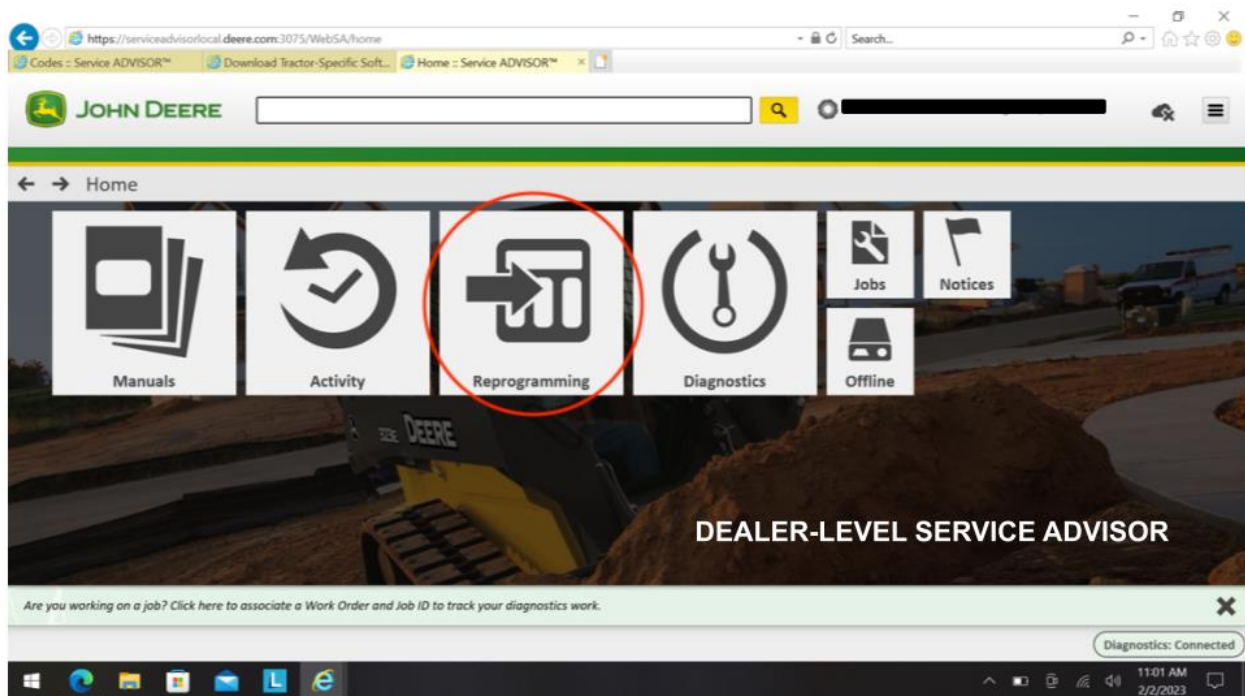 https://serviceadvisorlocal.deere.com:3075/WebSA/home
Search...
Codes :: Service ADVISOR™
Download Tractor-Specific Soft...
Home :: Service ADVISOR™
JOHN DEERE
Home
Manuals
Activity
Reprogramming
Diagnostics
Jobs
Notices
Offline
DEERE
DEALER-LEVEL SERVICE ADVISOR
Are you working on a job? Click here to associate a Work Order and Job ID to track your diagnostics work.
Diagnostics: Connected
L
11:01 AM
2/2/2023